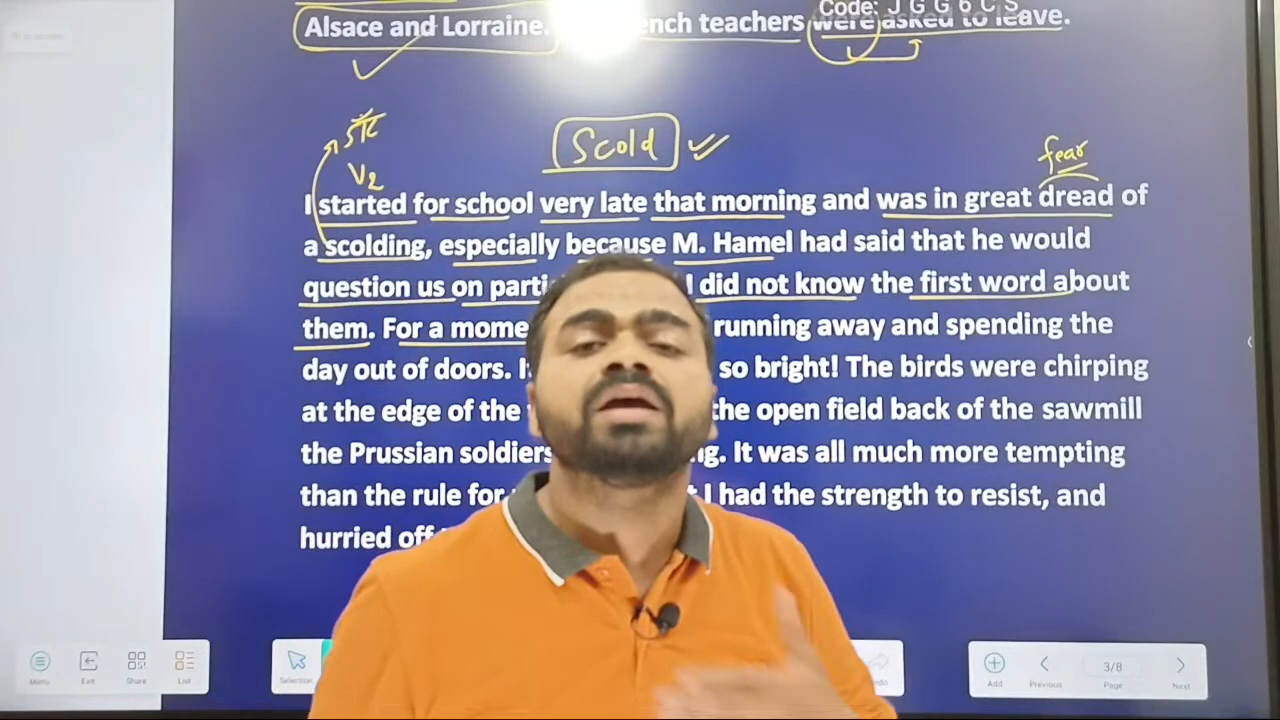 Code: J G G 6 C S
Alsace and Lorraine. ench teachers were asked to leave.
Scold
fear
V2
I started for school very late that morning and was in great dread of
a scolding, especially because M. Hamel had said that he would
question us on parti I did not know the first word about
them. For a mome running away and spending the
day out of doors. I so bright! The birds were chirping
at the edge of the the open field back of the sawmill
the Prussian soldiers g. It was all much more tempting
than the rule for I had the strength to resist, and
hurried off
Menu Exit Share List Selection edo Add Previous 3/8 Page Next